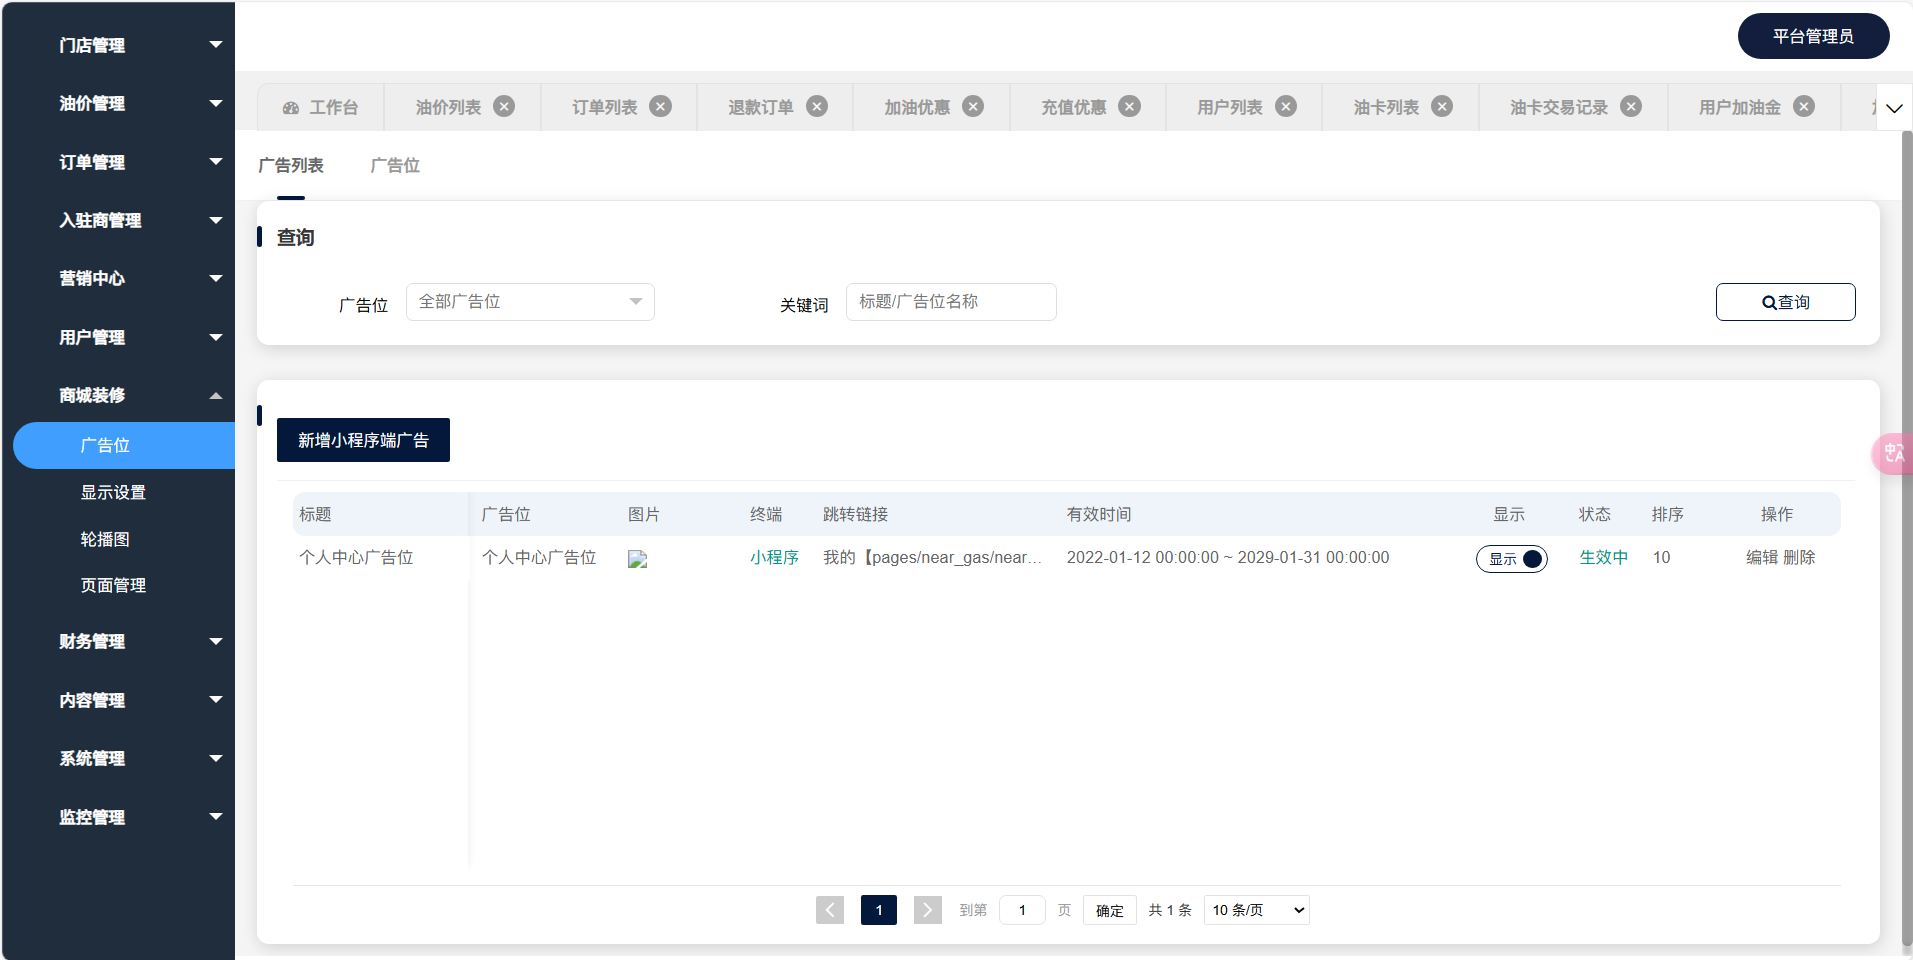 平台管理员
门店管理
油价管理
订单管理
入驻商管理
营销中心
用户管理
商城装修
广告位
显示设置
轮播图
页面管理
财务管理
内容管理
系统管理
监控管理
工作台 油价列表 订单列表 退款订单 加油优惠 充值优惠 用户列表 油卡列表 油卡交易记录 用户加油金
广告列表 广告位
查询
广告位 全部广告位 关键词 标题/广告位名称 查询
新增小程序端广告
标题 广告位 图片 终端 跳转链接 有效时间 显示 状态 排序 操作
个人中心广告位 个人中心广告位 小程序 我的【pages/near_gas/near... 2022-01-12 00:00:00 ~ 2029-01-31 00:00:00 显示 生效中 10 编辑 删除
1 到第 1 页 确定 共 1 条 10 条/页
中A